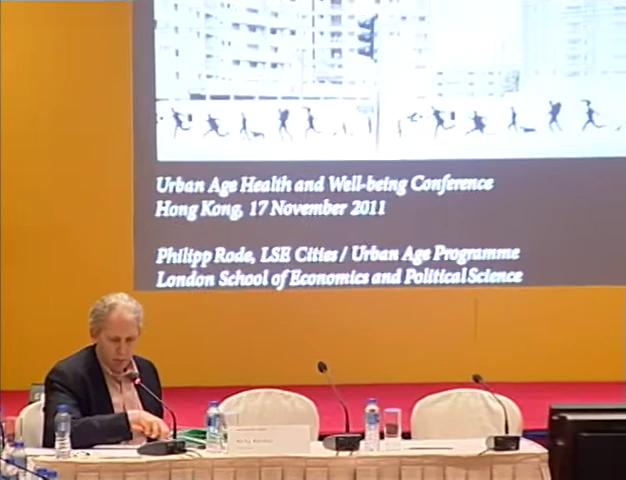 Urban Age Health and Well-being Conference
Hong Kong, 17 November 2011
Philipp Rode, LSE Cities / Urban Age Programme
London School of Economics and Political Science